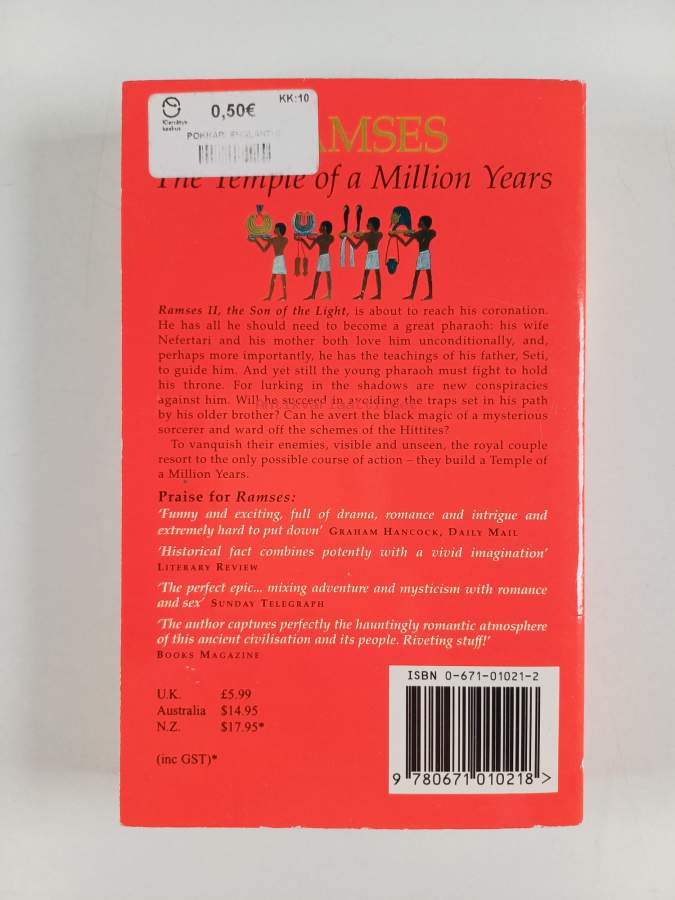 KK:10
0,50€
AMSES
The Temple of a Million Years
Ramses II, the Son of the Light, is about to reach his coronation.
He has all he should need to become a great pharaoh: his wife
Nefertari and his mother both love him unconditionally, and,
perhaps more importantly, he has the teachings of his father, Seti,
to guide him. And yet still the young pharaoh must fight to hold
his throne. For lurking in the shadows are new conspiracies
against him. Will he succeed in avoiding the traps set in his path
by his older brother? Can he avert the black magic of a mysterious
sorcerer and ward off the schemes of the Hittites?
To vanquish their enemies, visible and unseen, the royal couple
resort to the only possible course of action – they build a Temple of
a Million Years.
Praise for Ramses:
‘Funny and exciting, full of drama, romance and intrigue and
extremely hard to put down’ GRAHAM HANCOCK, DAILY MAIL
‘Historical fact combines potently with a vivid imagination’
LITERARY REVIEW
‘The perfect epic... mixing adventure and mysticism with romance
and sex’ SUNDAY TELEGRAPH
‘The author captures perfectly the hauntingly romantic atmosphere
of this ancient civilisation and its people. Riveting stuff!’
BOOKS MAGAZINE
U.K. £5.99
Australia $14.95
N.Z. $17.95*
(inc GST)*
ISBN 0-671-01021-2
9 780671 010218 >